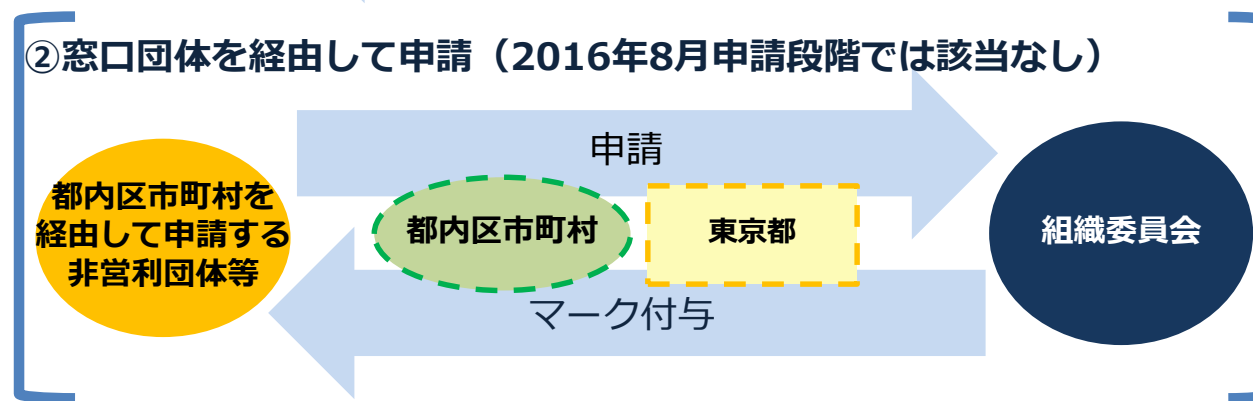 ②窓口団体を経由して申請（2016年8月申請段階では該当なし）
申請
都内区市町村を
経由して申請する
非営利団体等
都内区市町村
東京都
組織委員会
マーク付与